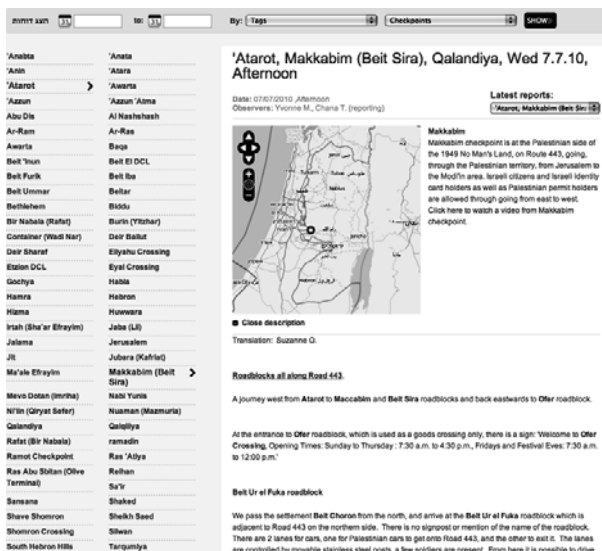 הצג דוחות
31
to:
31
By:
Tags
Checkpoints
SHOW
'Anabta
'Anata
'Anin
'Atara
'Atarot
'Awarta
'Azzun
'Azzun 'Atma
Abu Dis
Al Nashshash
Ar-Ram
Ar-Ras
Awarta
Baqa
Beit 'Inun
Beit El DCL
Beit Furik
Beit Iba
Beit Ummar
Beitar
Bethlehem
Biddu
Bir Nabala (Rafat)
Burin (Yitzhar)
Container (Wadi Nar)
Deir Ballut
Deir Sharaf
Eliyahu Crossing
Etzion DCL
Eyal Crossing
Gochya
Habla
Hamra
Hebron
Hizma
Huwwara
Irtah (Sha'ar Efrayim)
Jaba (Lil)
Jalama
Jerusalem
Jit
Jubara (Kafriat)
Ma'ale Efrayim
Makkabim (Beit
Sira)
Mevo Dotan (Imriha)
Nabi Yunis
Ni'lin (Qiryat Sefer)
Nuaman (Mazmuria)
Qalandiya
Qalqiliya
Rafat (Bir Nabala)
ramadin
Ramot Checkpoint
Ras 'Atiya
Ras Abu Sbitan (Olive
Terminal)
Reihan
Sa'ir
Sansana
Shaked
Shave Shomron
Sheikh Saed
Shomron Crossing
Silwan
South Hebron Hills
Tarqumiya
'Atarot, Makkabim (Beit Sira), Qalandiya, Wed 7.7.10,
Afternoon
Date: 07/07/2010 ,Afternoon
Observers: Yvonne M., Chana T. (reporting)
Latest reports:
'Atarot, Makkabim (Beit Sir
Makkabim
Makkabim checkpoint is at the Palestinian side of
the 1949 No Man's Land, on Route 443, going,
through the Palestinian territory, from Jerusalem to
the Modi'in area. Israeli citizens and Israeli identity
card holders as well as Palestinian permit holders
are allowed through going from east to west.
Click here to watch a video from Makkabim
checkpoint.
Close description
Translation: Suzanne O.
Roadblocks all along Road 443.
A journey west from Atarot to Maccabim and Beit Sira roadblocks and back eastwards to Ofer roadblock.
At the entrance to Ofer roadblock, which is used as a goods crossing only, there is a sign: 'Welcome to Ofer
Crossing, Opening Times: Sunday to Thursday : 7:30 a.m. to 4:30 p.m., Fridays and Festival Eves: 7:30 a.m.
to 12:00 p.m.'
Beit Ur el Fuka roadblock
We pass the settlement Beit Choron from the north, and arrive at the Beit Ur el Fuka roadblock which is
adjacent to Road 443 on the northern side. There is no signpost or mention of the name of the roadblock.
There are 2 lanes for cars, one for Palestinian cars to get onto Road 443, and the other to exit it. The lanes
are controlled by movable stainless steel posts, a few soldiers are present. From here it is possible to drive